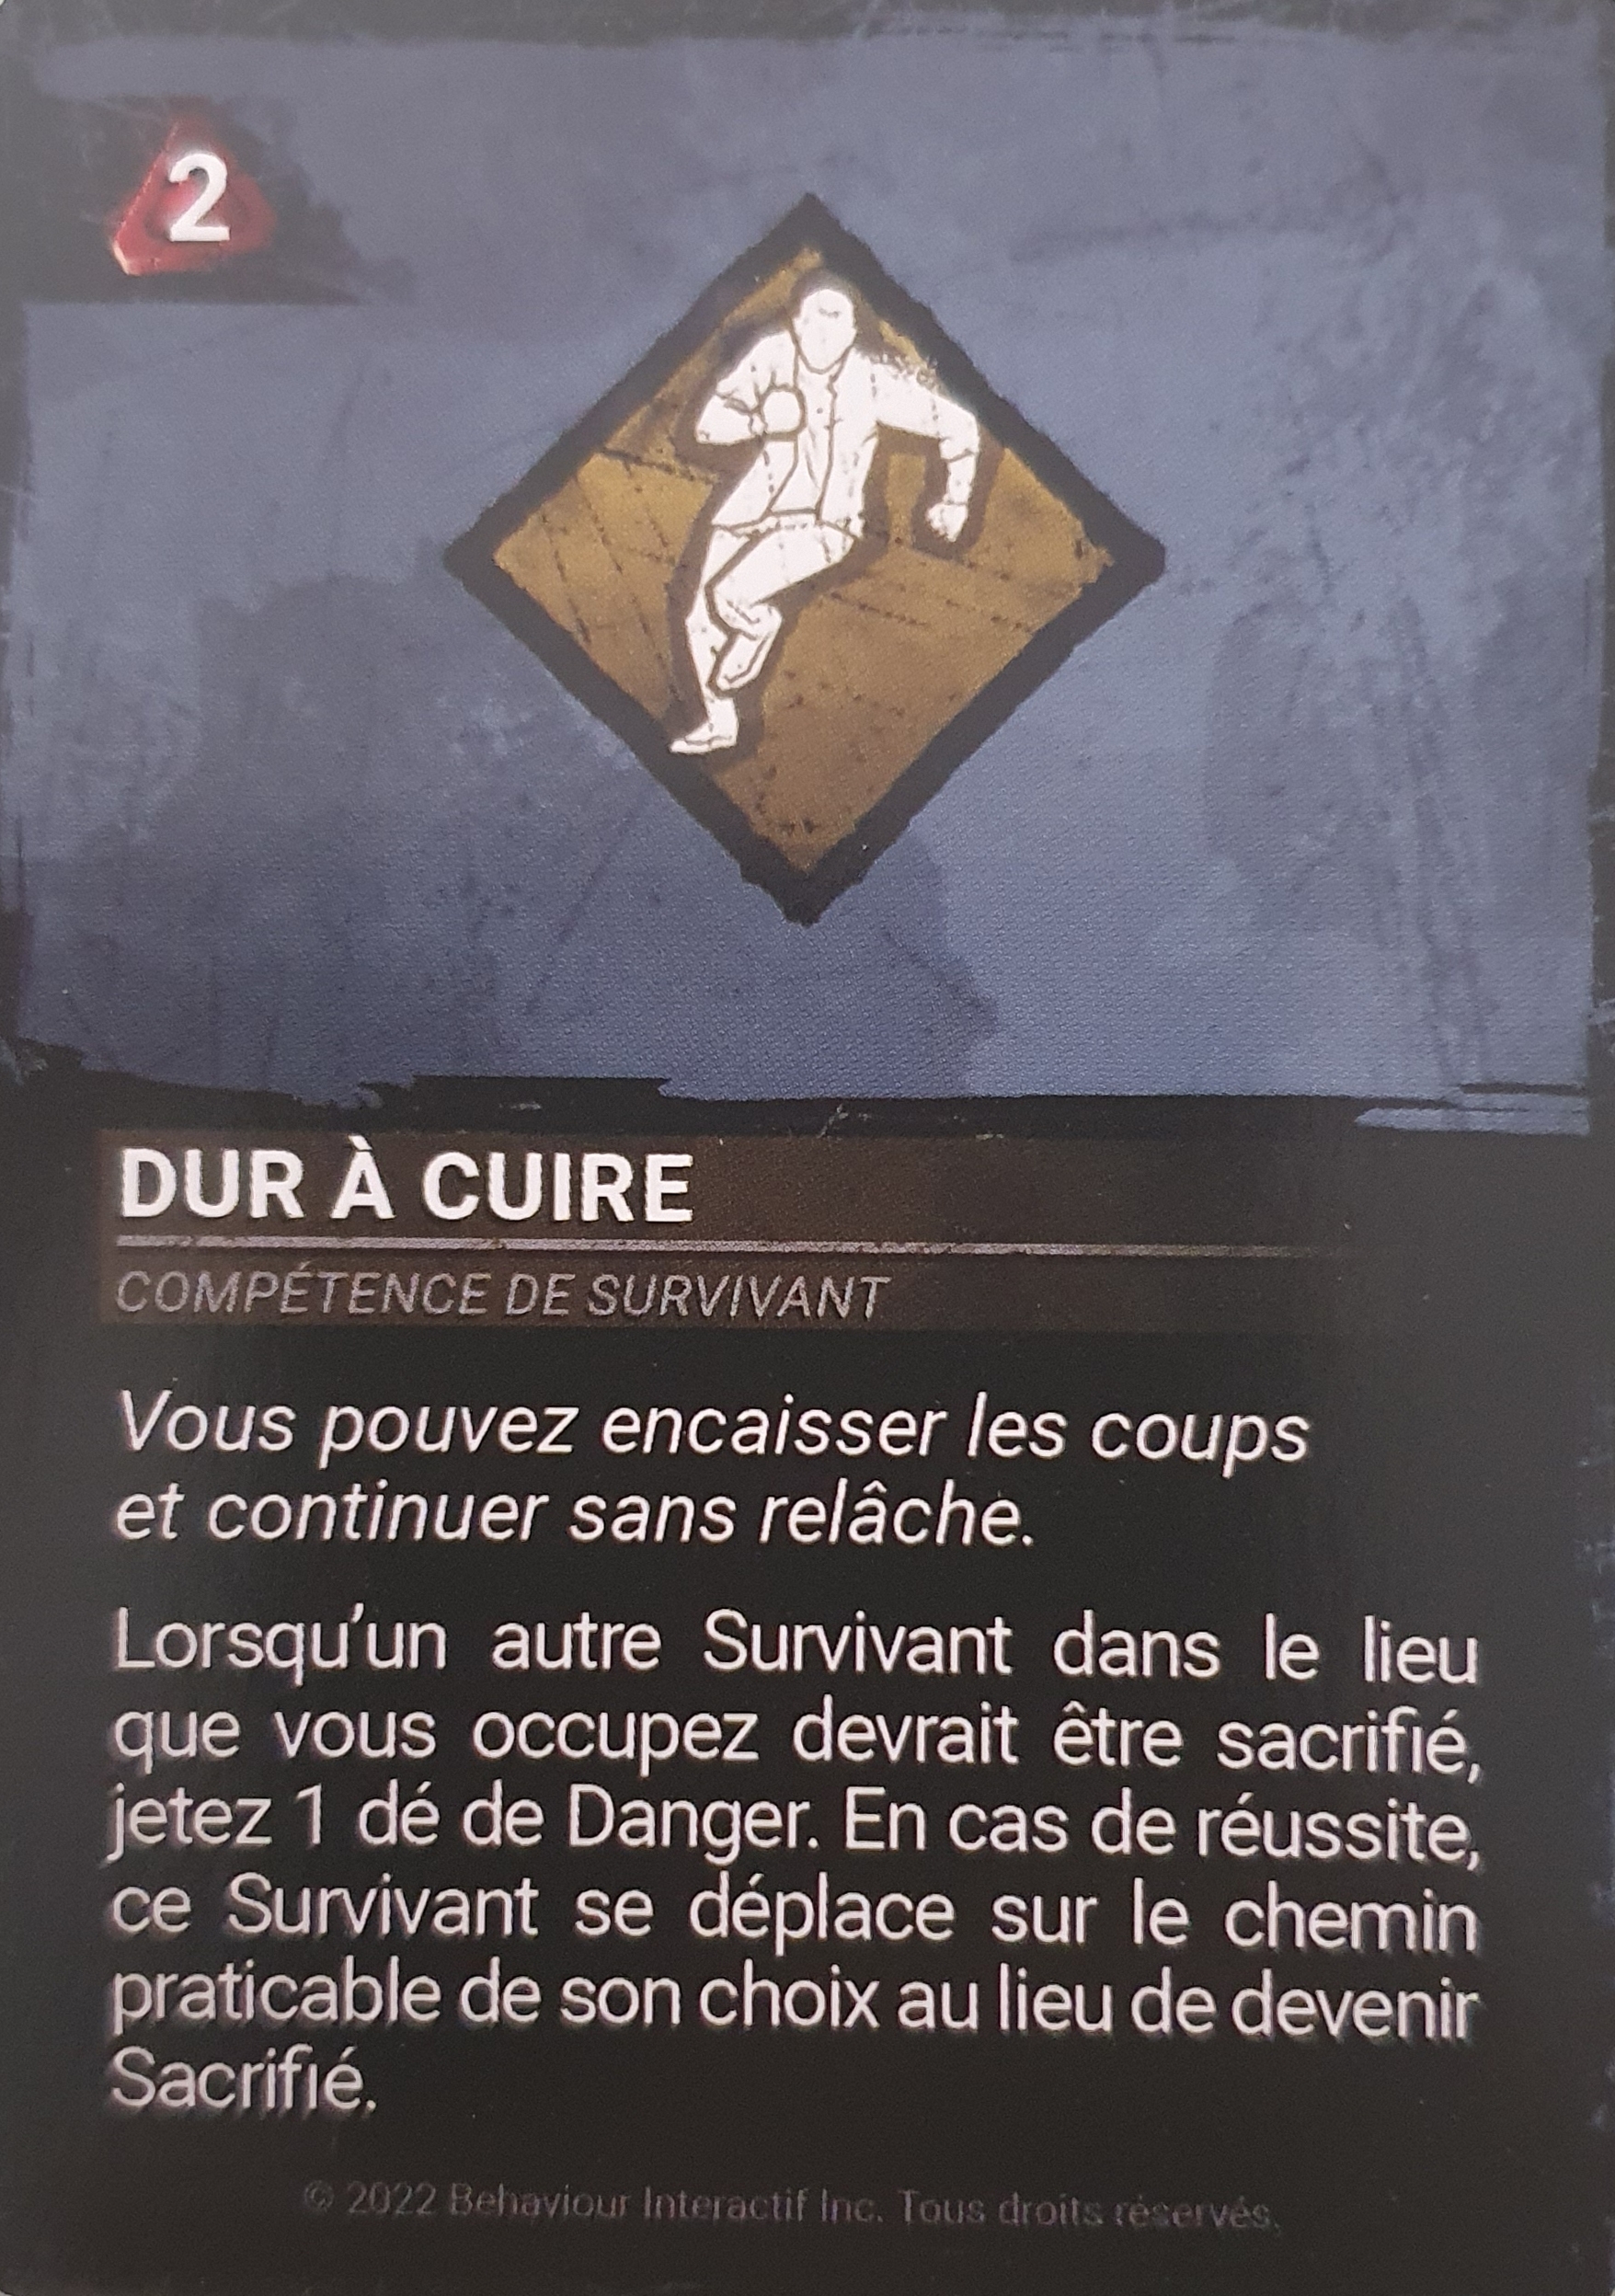 2
DUR À CUIRE
COMPÉTENCE DE SURVIVANT
Vous pouvez encaisser les coups
et continuer sans relâche.
Lorsqu'un autre Survivant dans le lieu
que vous occupez devrait être sacrifié,
jetez 1 dé de Danger. En cas de réussite,
ce Survivant se déplace sur le chemin
praticable de son choix au lieu de devenir
Sacrifié.
© 2022 Behaviour Interactif Inc. Tous droits réservés.